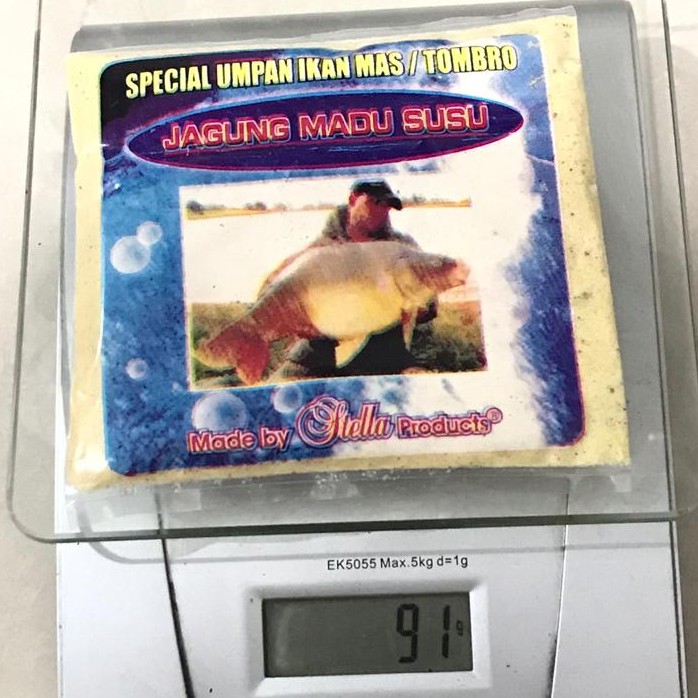 SPECIAL UMPAN IKAN MAS / TOMBRO
JAGUNG MADU SUSU
Made by Stella Products®
EK5055 Max.5kg d=1g
91g